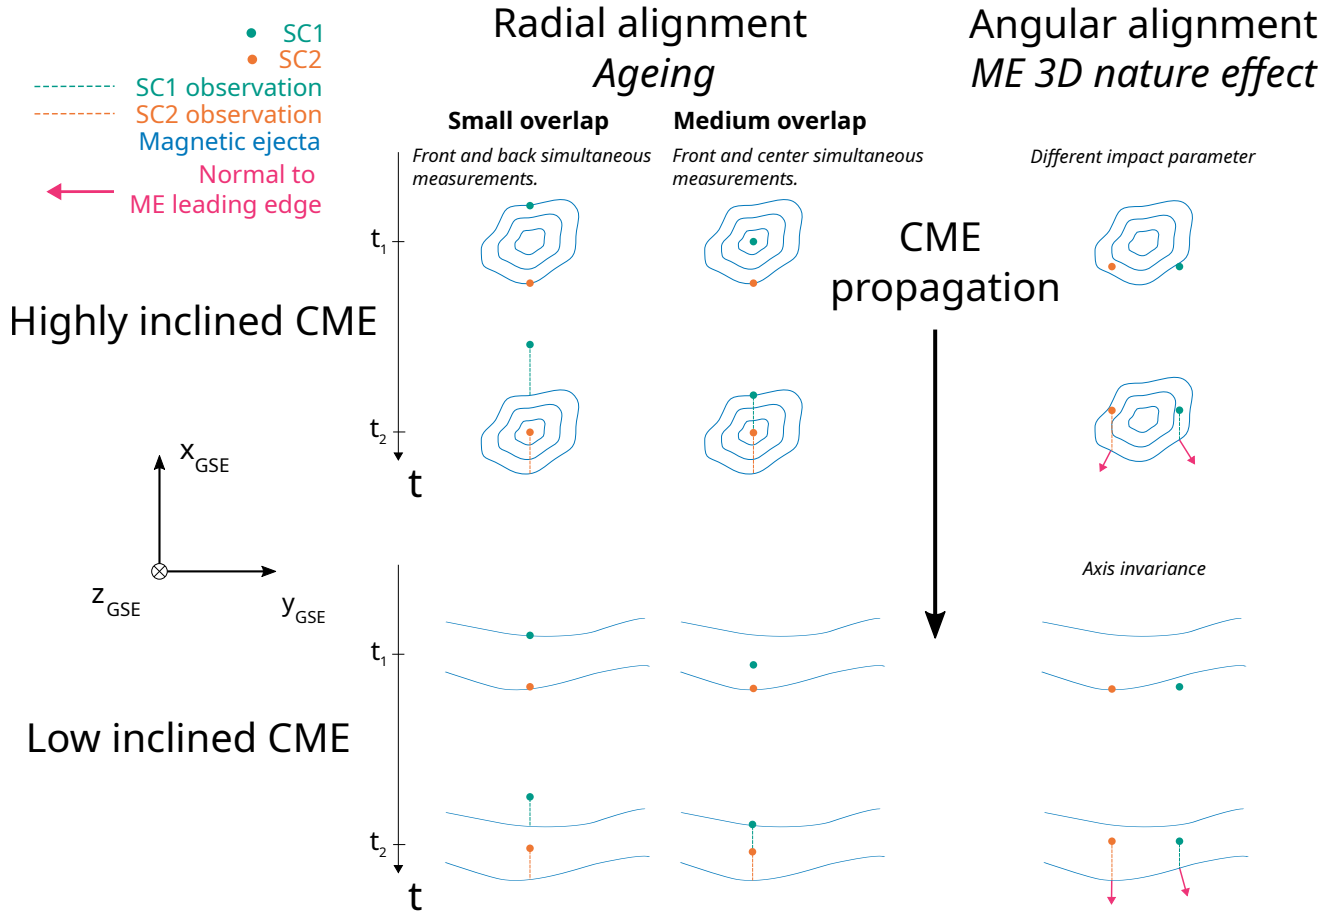 SC1
SC2
SC1 observation
SC2 observation
Magnetic ejecta
Normal to
ME leading edge
Radial alignment
Ageing
Angular alignment
ME 3D nature effect
Small overlap
Medium overlap
Front and back simultaneous
measurements.
Front and center simultaneous
measurements.
Different impact parameter
t1
CME
propagation
Highly inclined CME
t2
t
xGSE
zGSE
yGSE
Axis invariance
t1
Low inclined CME
t2
t